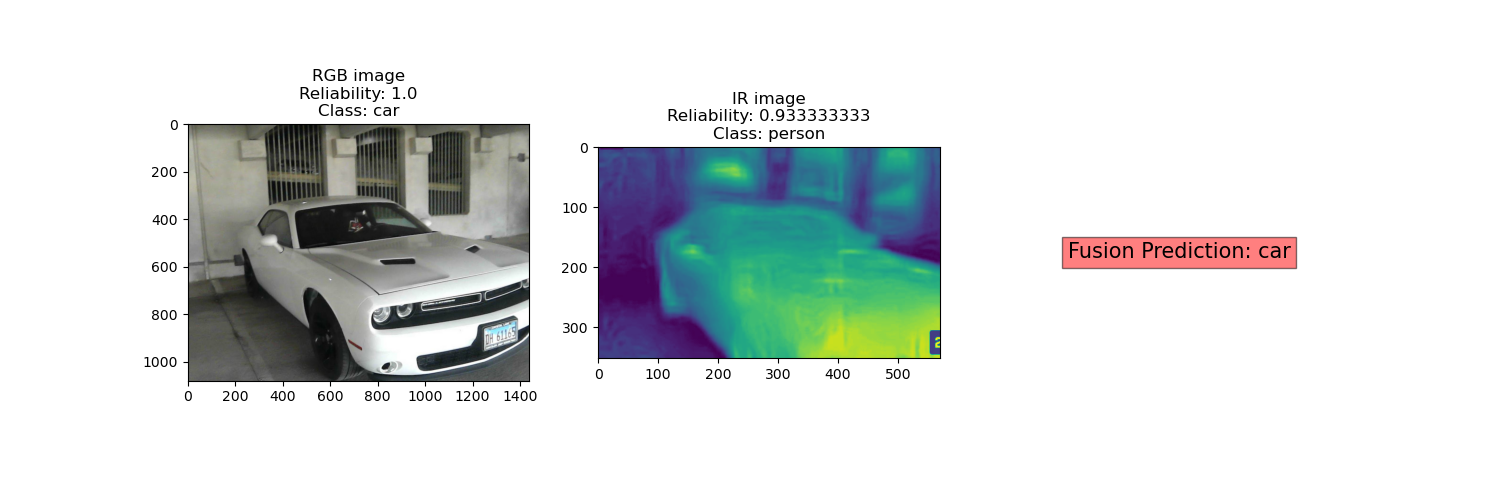 RGB image
Reliability: 1.0
Class: car
0
200
400
600
800
1000
0 200 400 600 800 1000 1200 1400
IR image
Reliability: 0.933333333
Class: person
0
100
200
300
0 100 200 300 400 500
Fusion Prediction: car